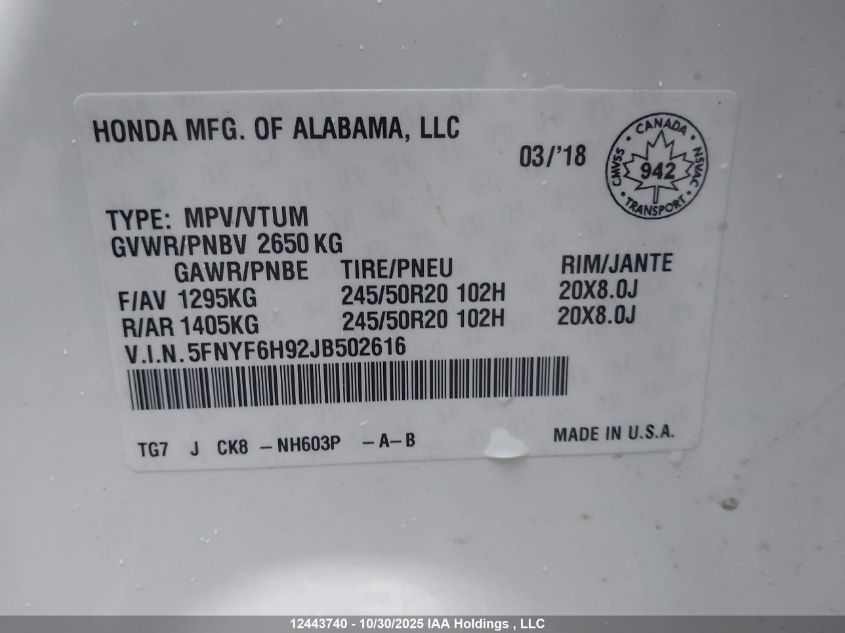 HONDA MFG. OF ALABAMA, LLC
03/'18
CANADA
CMVSS 942 NSVAC
TRANSPORT
TYPE: MPV/VTUM
GVWR/PNBV 2650 KG
GAWR/PNBE TIRE/PNEU RIM/JANTE
F/AV 1295KG 245/50R20 102H 20X8.0J
R/AR 1405KG 245/50R20 102H 20X8.0J
V.I.N. 5FNYF6H92JB502616
TG7 J CK8 - NH603P - A - B MADE IN U.S.A.
12443740 - 10/30/2025 IAA Holdings , LLC